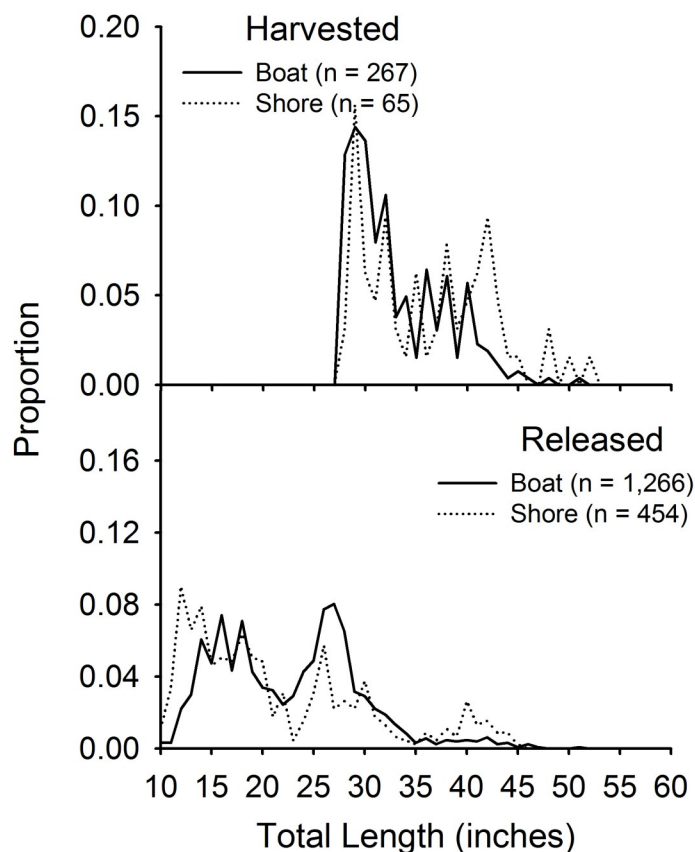 Harvested
Boat (n = 267)
Shore (n = 65)
0.20
0.15
0.10
0.05
0.00
Proportion
Released
Boat (n = 1,266)
Shore (n = 454)
0.16
0.12
0.08
0.04
0.00
10 15 20 25 30 35 40 45 50 55 60
Total Length (inches)